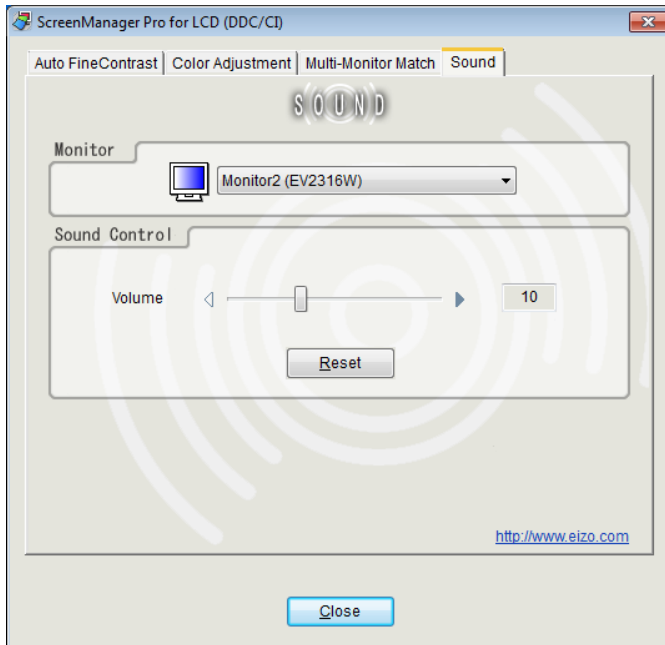 ScreenManager Pro for LCD (DDC/CI)
Auto FineContrast Color Adjustment Multi-Monitor Match Sound
SOUND
Monitor
Monitor2 (EV2316W)
Sound Control
Volume 10
Reset
http://www.eizo.com
Close